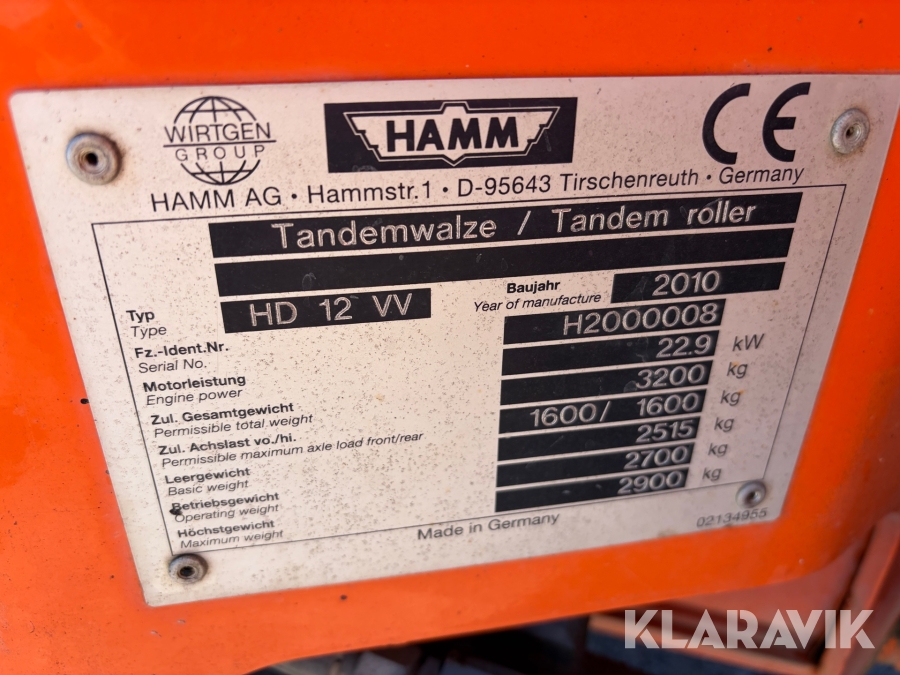 WIRTGEN
GROUP
HAMM
CE
HAMM AG · Hammstr.1 · D-95643 Tirschenreuth · Germany
Tandemwalze / Tandem roller
Typ
Type
HD 12 VV
Baujahr
Year of manufacture
2010
Fz.-Ident.Nr.
Serial No.
H2000008
Motorleistung
Engine power
22.9 kW
Zul. Gesamtgewicht
Permissible total weight
3200 kg
Zul. Achslast vo./hi.
Permissible maximum axle load front/rear
1600/ 1600 kg
Leergewicht
Basic weight
2515 kg
Betriebsgewicht
Operating weight
2700 kg
Höchstgewicht
Maximum weight
2900 kg
Made in Germany
02134955
KLARAVIK